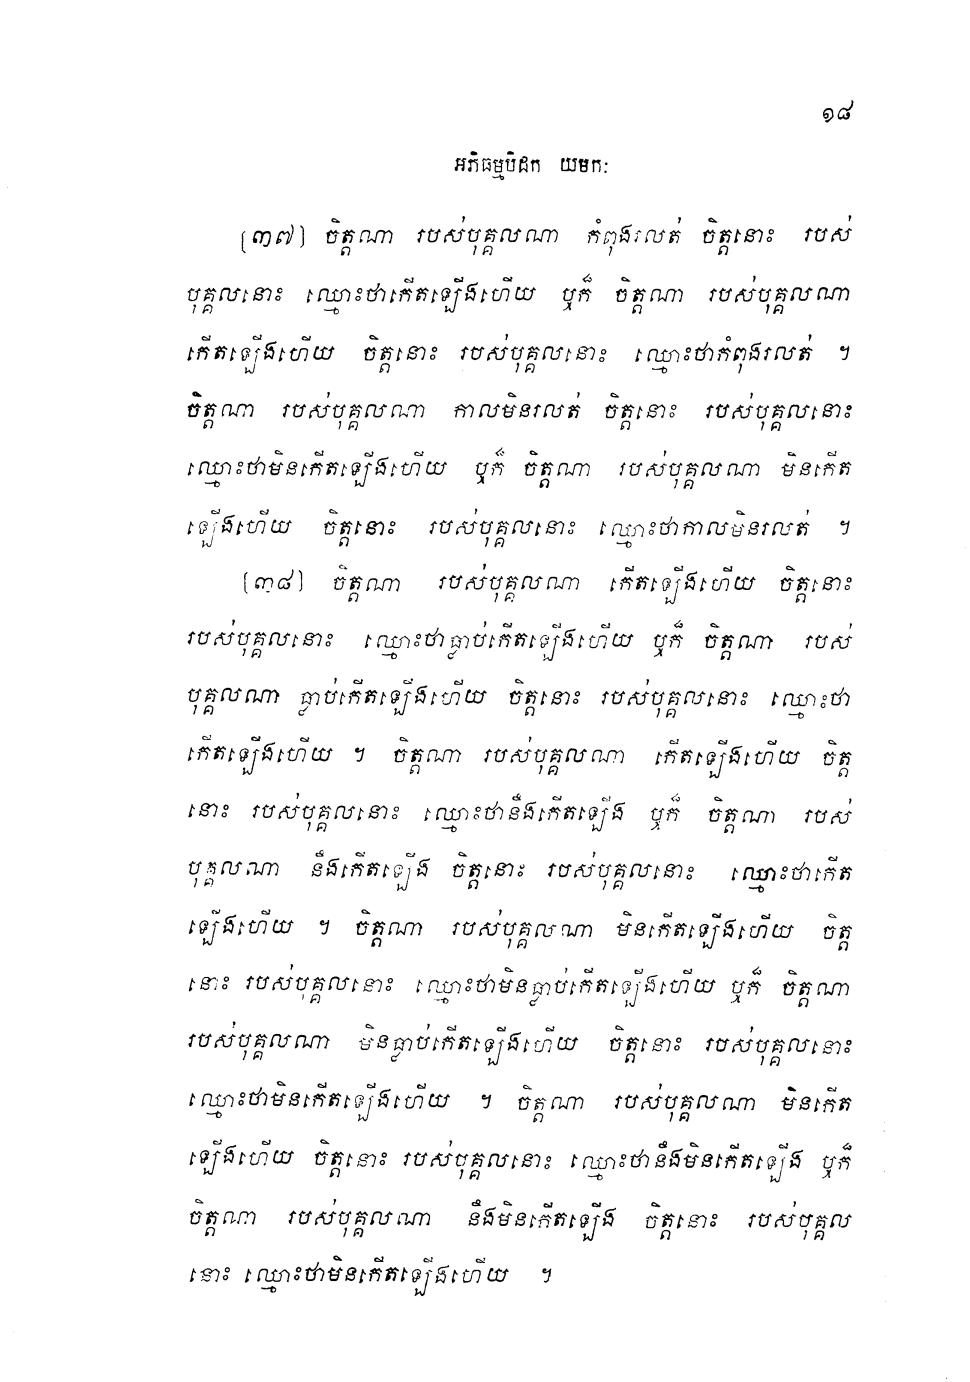 ១៨
អភិធម្មបិដក យមកៈ
(៣៧) ចិត្តណា របស់បុគ្គលណា កំពុងរលត់ ចិត្តនោះ របស់
បុគ្គលនោះ ឈ្មោះថាកើតឡើងហើយ ឬក៏ ចិត្តណា របស់បុគ្គលណា
កើតឡើងហើយ ចិត្តនោះ របស់បុគ្គលនោះ ឈ្មោះថាកំពុងរលត់ ។
ចិត្តណា របស់បុគ្គលណា កាលមិនរលត់ ចិត្តនោះ របស់បុគ្គលនោះ
ឈ្មោះថាមិនកើតឡើងហើយ ឬក៏ ចិត្តណា របស់បុគ្គលណា មិនកើត
ឡើងហើយ ចិត្តនោះ របស់បុគ្គលនោះ ឈ្មោះថាកាលមិនរលត់ ។
(៣៨) ចិត្តណា របស់បុគ្គលណា កើតឡើងហើយ ចិត្តនោះ
របស់បុគ្គលនោះ ឈ្មោះថាធ្លាប់កើតឡើងហើយ ឬក៏ ចិត្តណា របស់
បុគ្គលណា ធ្លាប់កើតឡើងហើយ ចិត្តនោះ របស់បុគ្គលនោះ ឈ្មោះថា
កើតឡើងហើយ ។ ចិត្តណា របស់បុគ្គលណា កើតឡើងហើយ ចិត្ត
នោះ របស់បុគ្គលនោះ ឈ្មោះថានឹងកើតឡើង ឬក៏ ចិត្តណា របស់
បុគ្គលណា នឹងកើតឡើង ចិត្តនោះ របស់បុគ្គលនោះ ឈ្មោះថាកើត
ឡើងហើយ ។ ចិត្តណា របស់បុគ្គលណា មិនកើតឡើងហើយ ចិត្ត
នោះ របស់បុគ្គលនោះ ឈ្មោះថាមិនធ្លាប់កើតឡើងហើយ ឬក៏ ចិត្តណា
របស់បុគ្គលណា មិនធ្លាប់កើតឡើងហើយ ចិត្តនោះ របស់បុគ្គលនោះ
ឈ្មោះថាមិនកើតឡើងហើយ ។ ចិត្តណា របស់បុគ្គលណា មិនកើត
ឡើងហើយ ចិត្តនោះ របស់បុគ្គលនោះ ឈ្មោះថានឹងមិនកើតឡើង ឬក៏
ចិត្តណា របស់បុគ្គលណា នឹងមិនកើតឡើង ចិត្តនោះ របស់បុគ្គល
នោះ ឈ្មោះថាមិនកើតឡើងហើយ ។